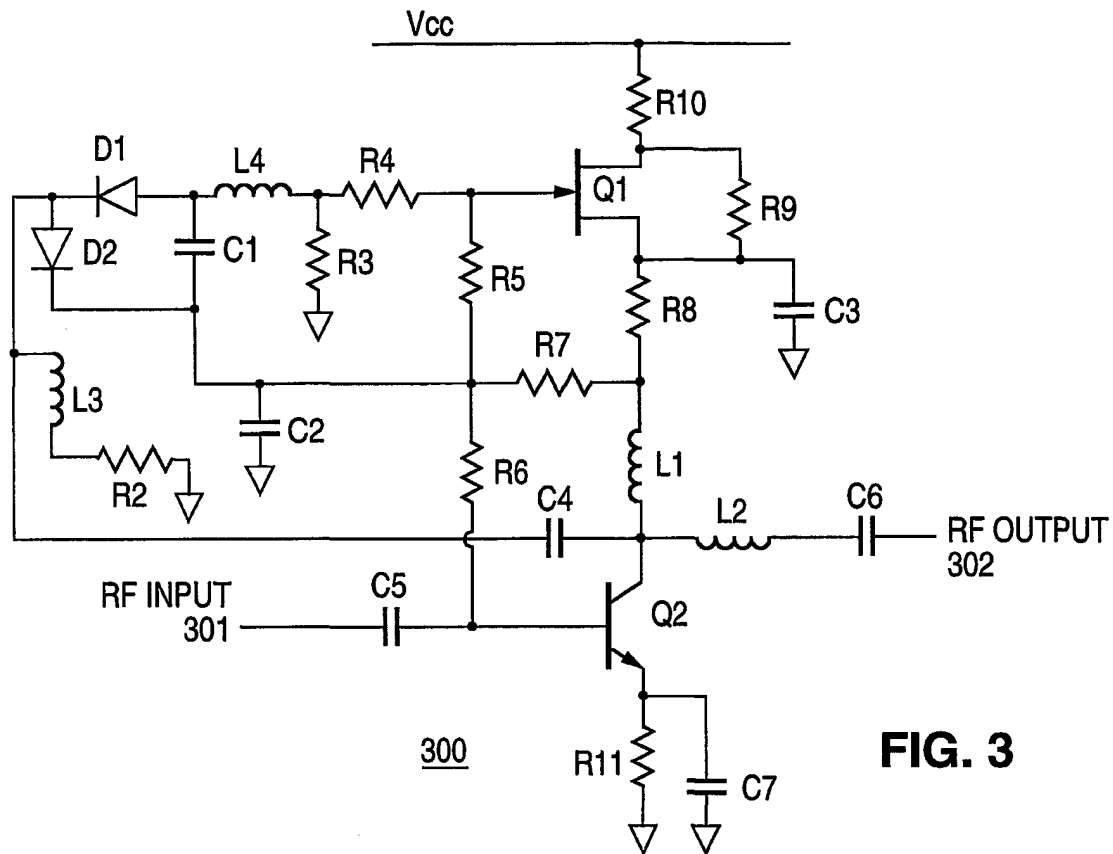 Vcc
R10
D1
L4
R4
Q1
R9
D2
C1
R3
R5
R8
C3
R7
L3
C2
R2
R6
L1
C4
L2
C6
RF OUTPUT
302
RF INPUT
301
C5
Q2
300
R11
C7
FIG. 3